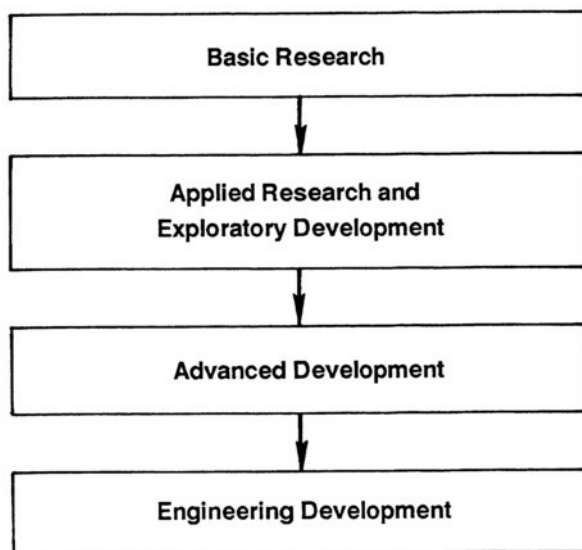 Basic Research
Applied Research and
Exploratory Development
Advanced Development
Engineering Development